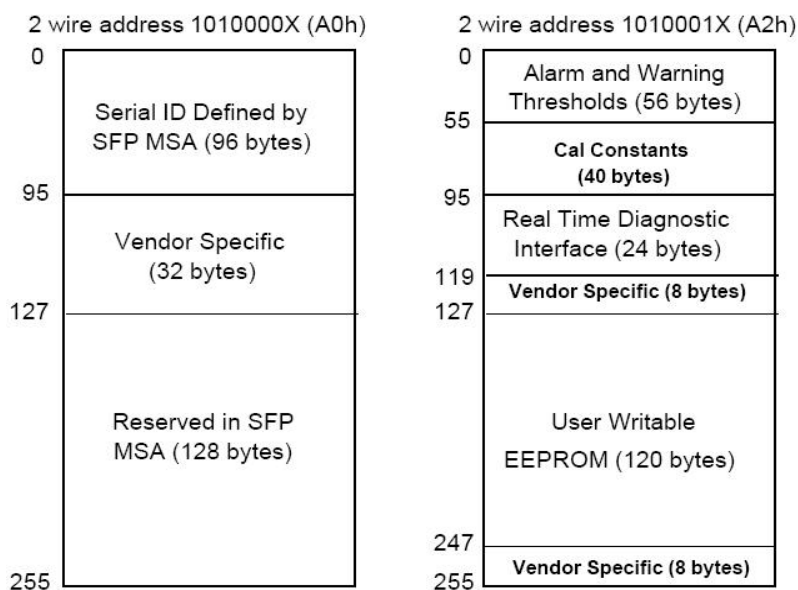 2 wire address 1010000X (A0h)
0
Serial ID Defined by
SFP MSA (96 bytes)
95
Vendor Specific
(32 bytes)
127
Reserved in SFP
MSA (128 bytes)
255
2 wire address 1010001X (A2h)
0
Alarm and Warning
Thresholds (56 bytes)
55
Cal Constants
(40 bytes)
95
Real Time Diagnostic
Interface (24 bytes)
119
Vendor Specific (8 bytes)
127
User Writable
EEPROM (120 bytes)
247
Vendor Specific (8 bytes)
255